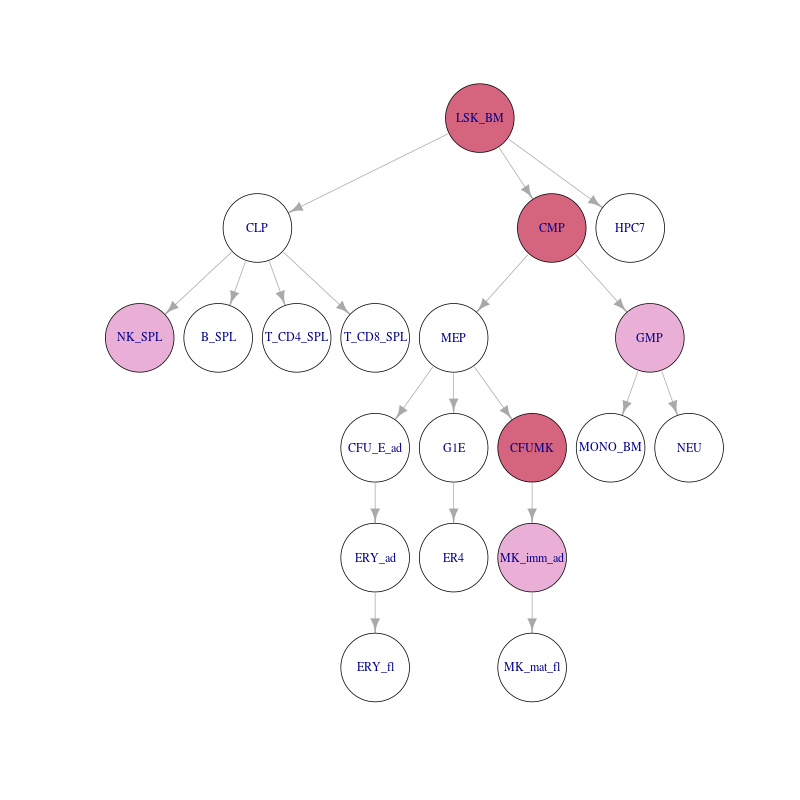 LSK_BM
CLP
CMP
HPC7
NK_SPL
B_SPL
T_CD4_SPL
T_CD8_SPL
MEP
GMP
CFU_E_ad
G1E
CFUMK
MONO_BM
NEU
ERY_ad
ER4
MK_imm_ad
ERY_fl
MK_mat_fl